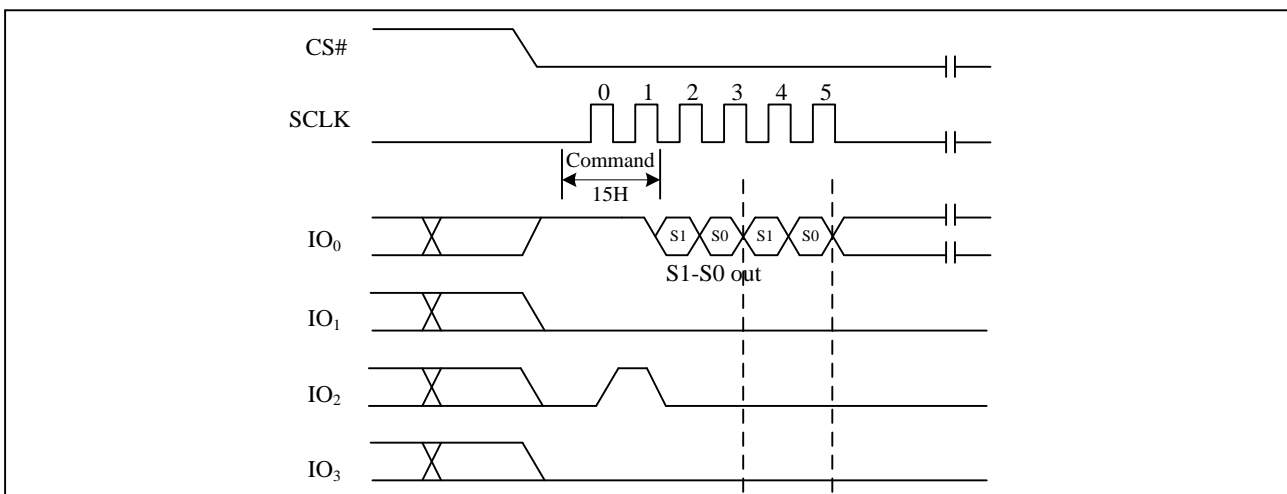 CS#
0 1 2 3 4 5
SCLK
Command
15H
IO0
S1 S0 S1 S0
S1-S0 out
IO1
IO2
IO3